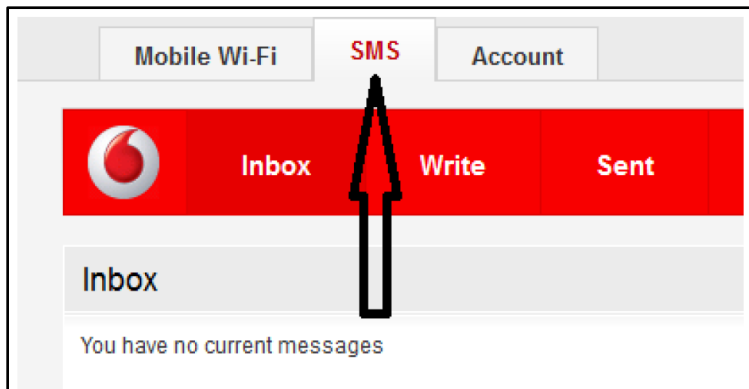 Mobile Wi-Fi SMS Account
Inbox Write Sent
Inbox
You have no current messages